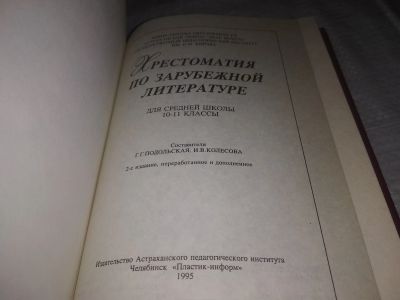 ХРЕСТОМАТИЯ
ПО ЗАРУБЕЖНОЙ
ЛИТЕРАТУРЕ
ДЛЯ СРЕДНЕЙ ШКОЛЫ
10-11 КЛАССЫ
Составители
Г.Г.ПОДОЛЬСКАЯ, И.В.КОЛЕСОВА
2-е издание, переработанное и дополненное
Издательство Астраханского педагогического института
Челябинск «Пластик-информ»
1995